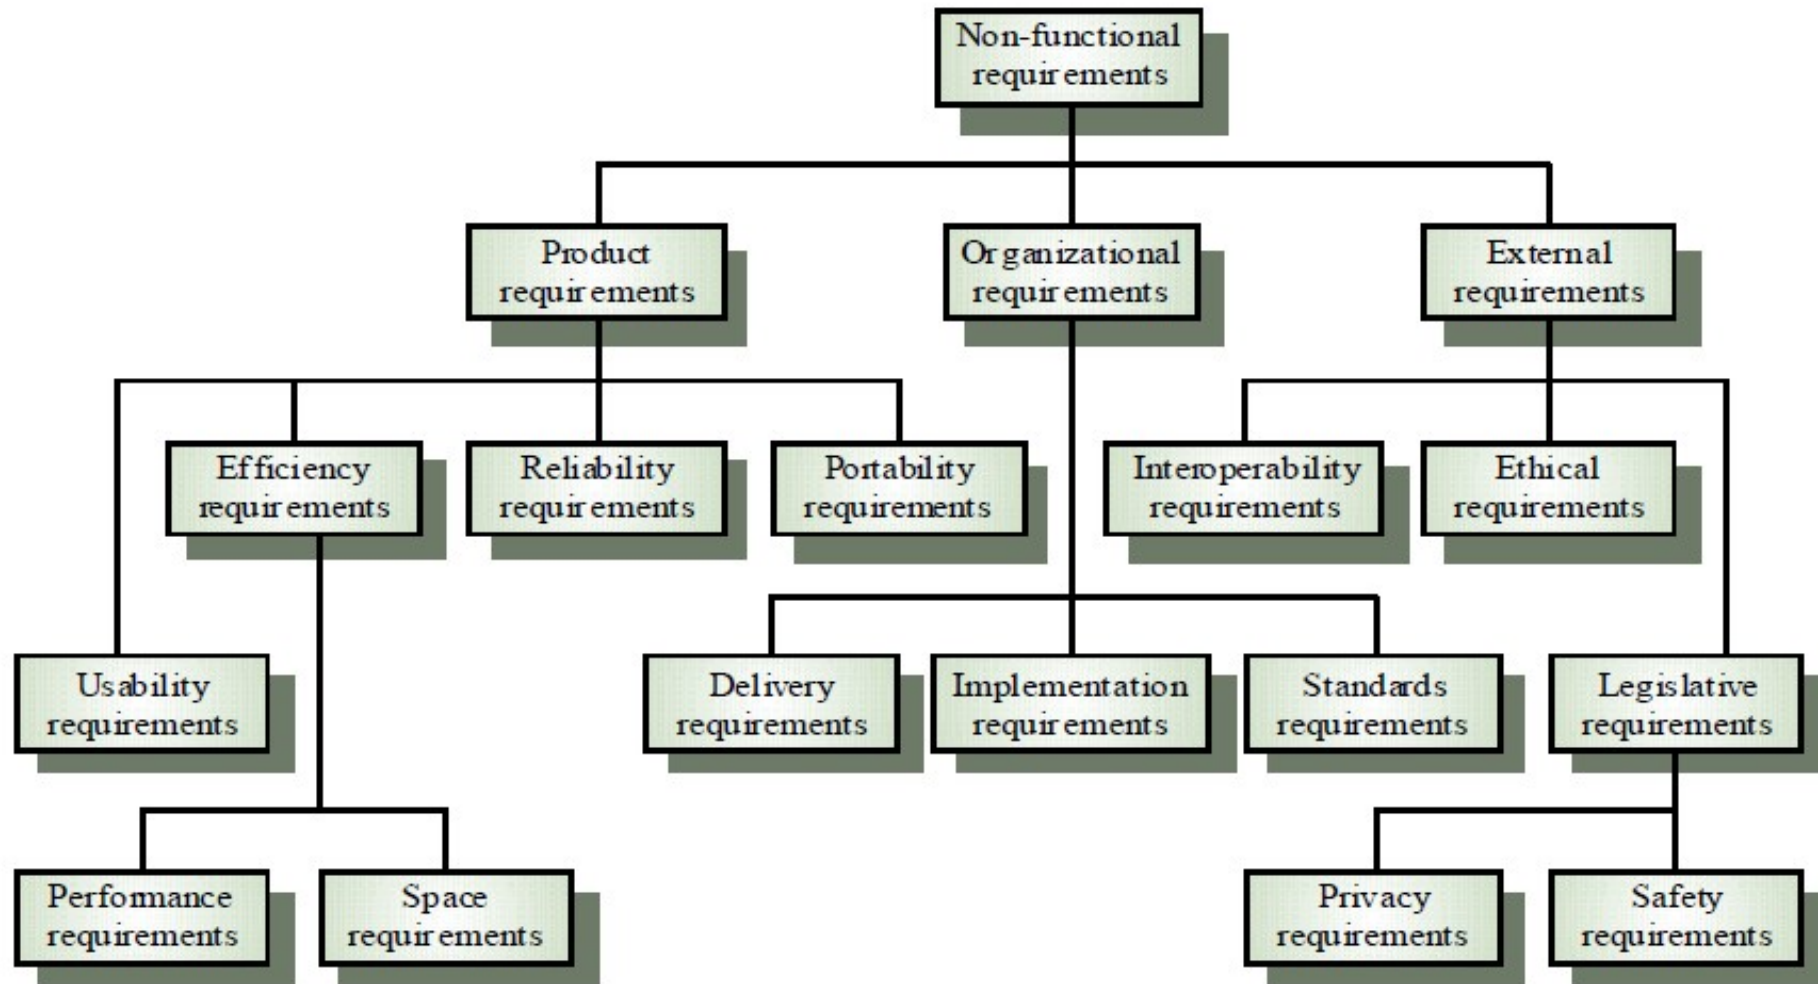 Non-functional
requirements
Product
requirements
Organizational
requirements
External
requirements
Efficiency
requirements
Reliability
requirements
Portability
requirements
Interoperability
requirements
Ethical
requirements
Usability
requirements
Delivery
requirements
Implementation
requirements
Standards
requirements
Legislative
requirements
Performance
requirements
Space
requirements
Privacy
requirements
Safety
requirements